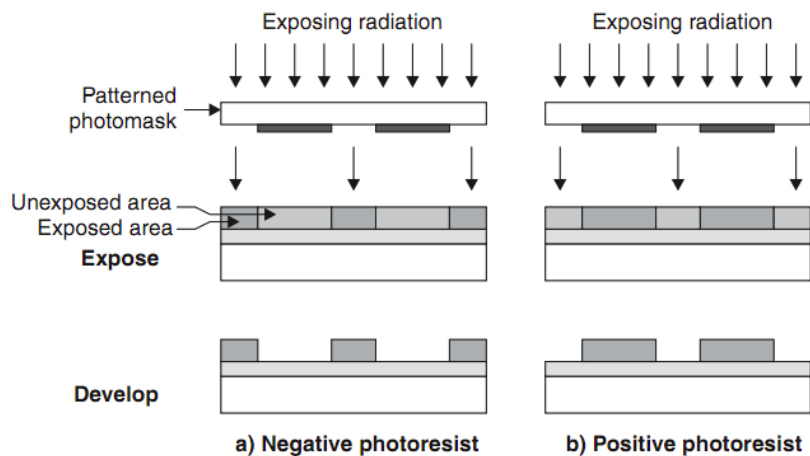 Exposing radiation
Exposing radiation
Patterned
photomask
Unexposed area
Exposed area
Expose
Develop
a) Negative photoresist
b) Positive photoresist